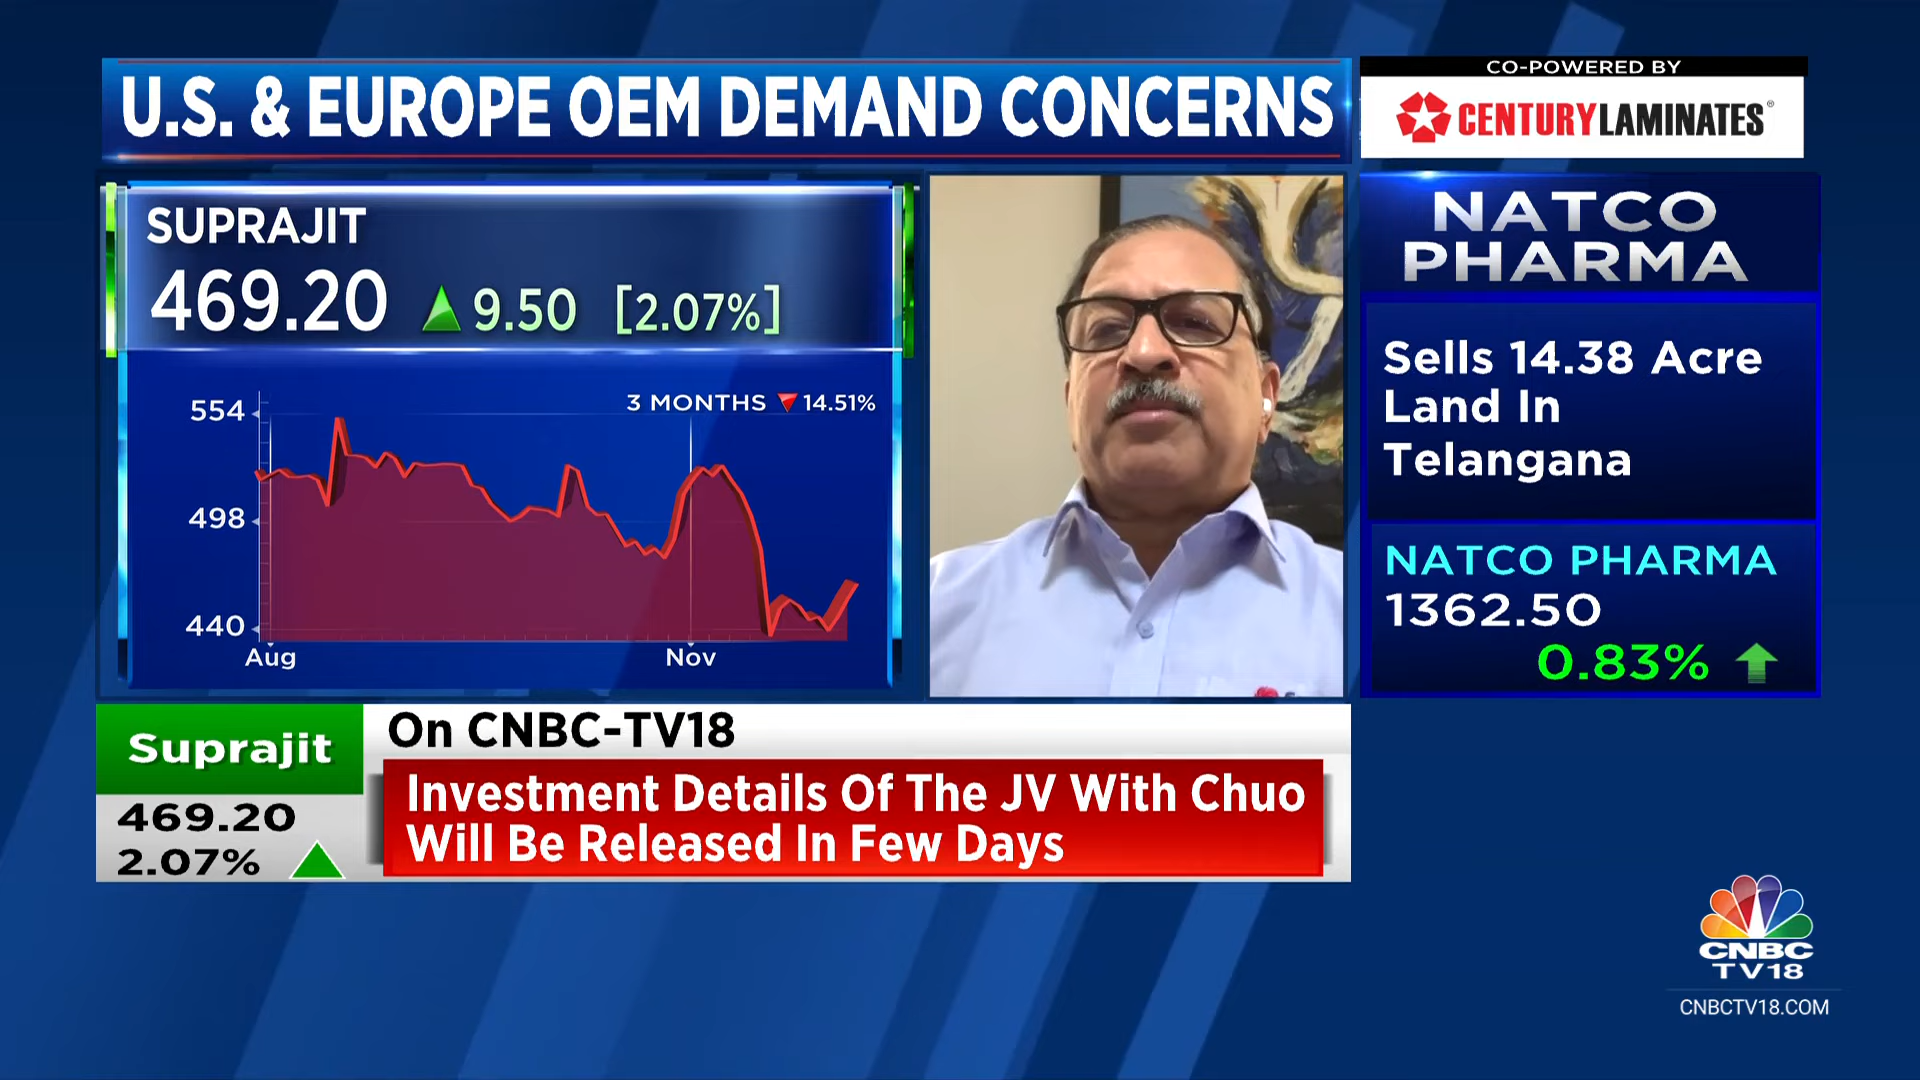 U.S. & EUROPE OEM DEMAND CONCERNS
CO-POWERED BY
CENTURYLAMINATES®
SUPRAJIT
469.20 ▲ 9.50 [2.07%]
3 MONTHS ▼ 14.51%
554
498
440
Aug Nov
NATCO
PHARMA
Sells 14.38 Acre
Land In
Telangana
NATCO PHARMA
1362.50
0.83%
Suprajit
469.20
2.07%
On CNBC-TV18
Investment Details Of The JV With Chuo
Will Be Released In Few Days
CNBC
TV18
CNBCTV18.COM